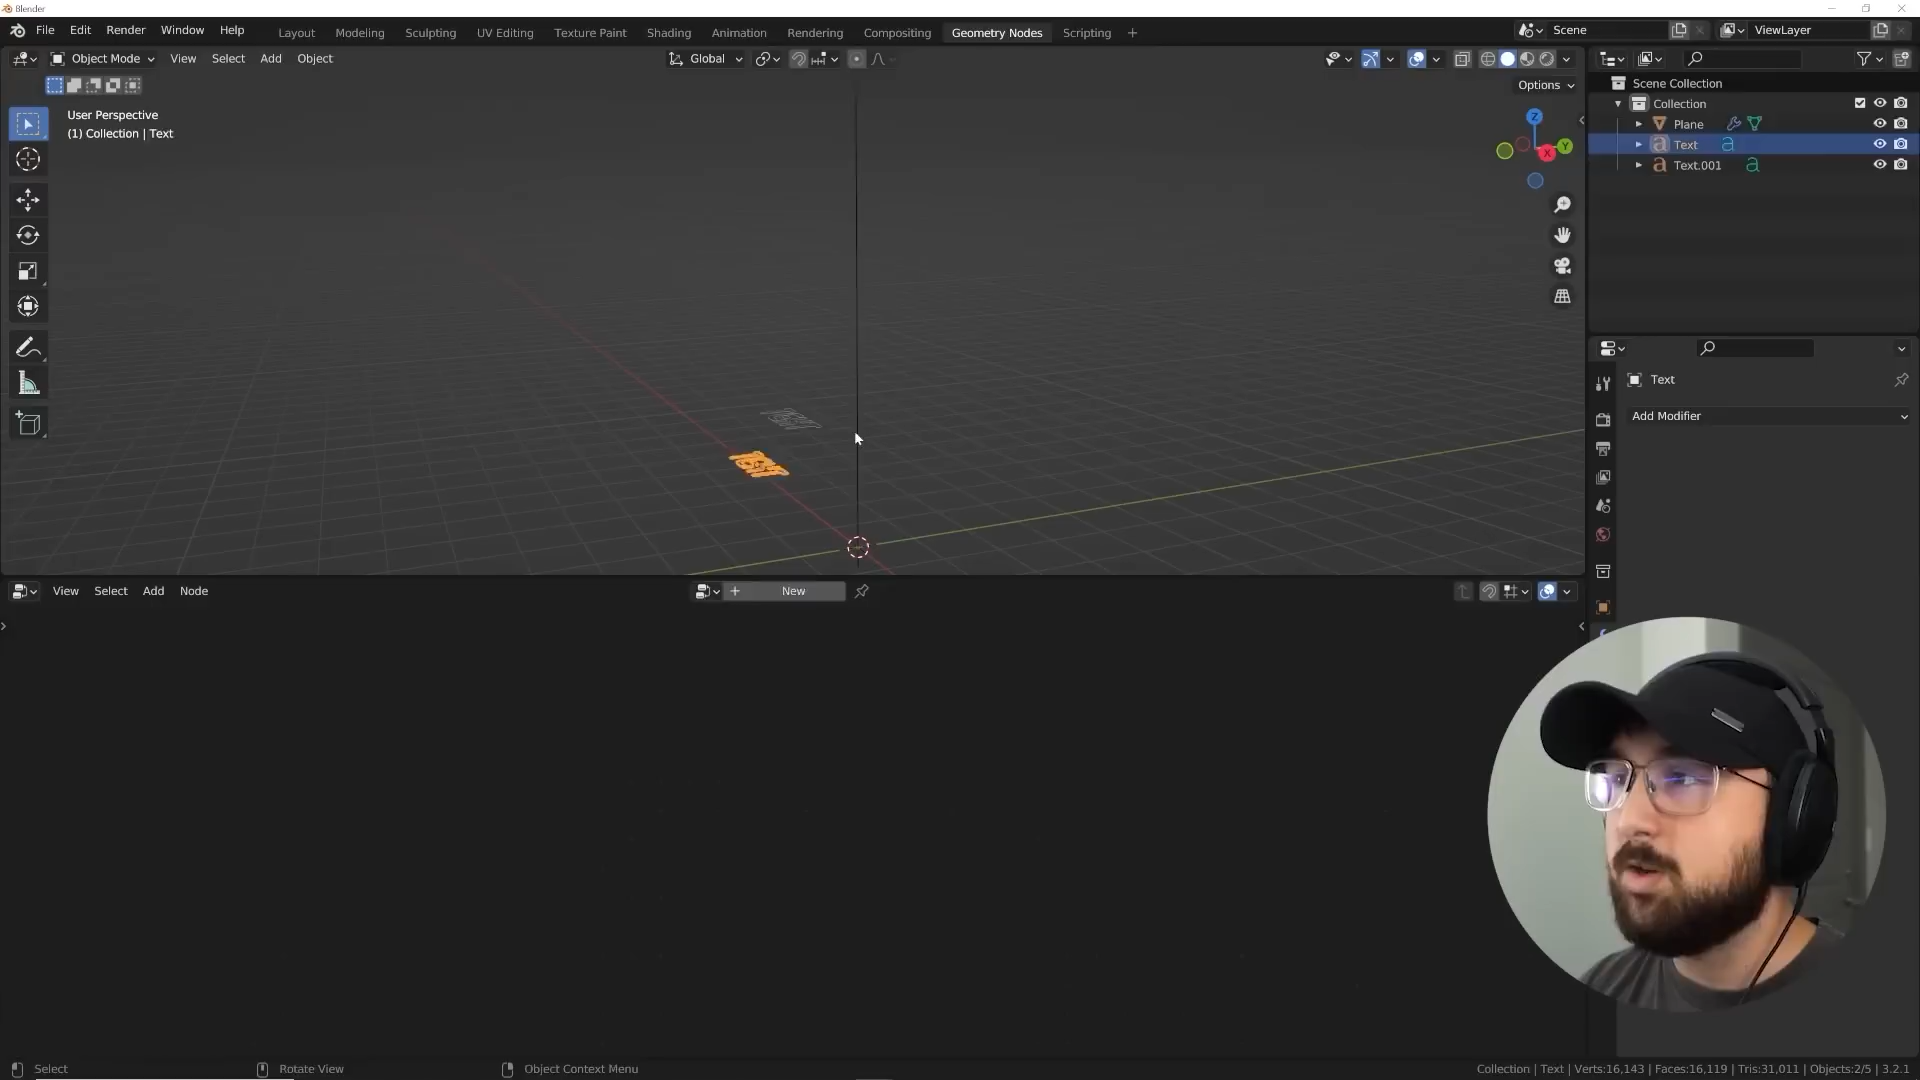 Blender
File Edit Render Window Help
Layout Modeling Sculpting UV Editing Texture Paint Shading Animation Rendering Compositing Geometry Nodes Scripting +
Scene
ViewLayer
Object Mode View Select Add Object
Global
Options
User Perspective
(1) Collection | Text
Z
Y
X
Scene Collection
Collection
Plane
Text
Text.001
Text
Add Modifier
View Select Add Node
+ New
Select
Rotate View
Object Context Menu
Collection | Text | Verts:16,143 | Faces:16,119 | Tris:31,011 | Objects:2/5 | 3.2.1